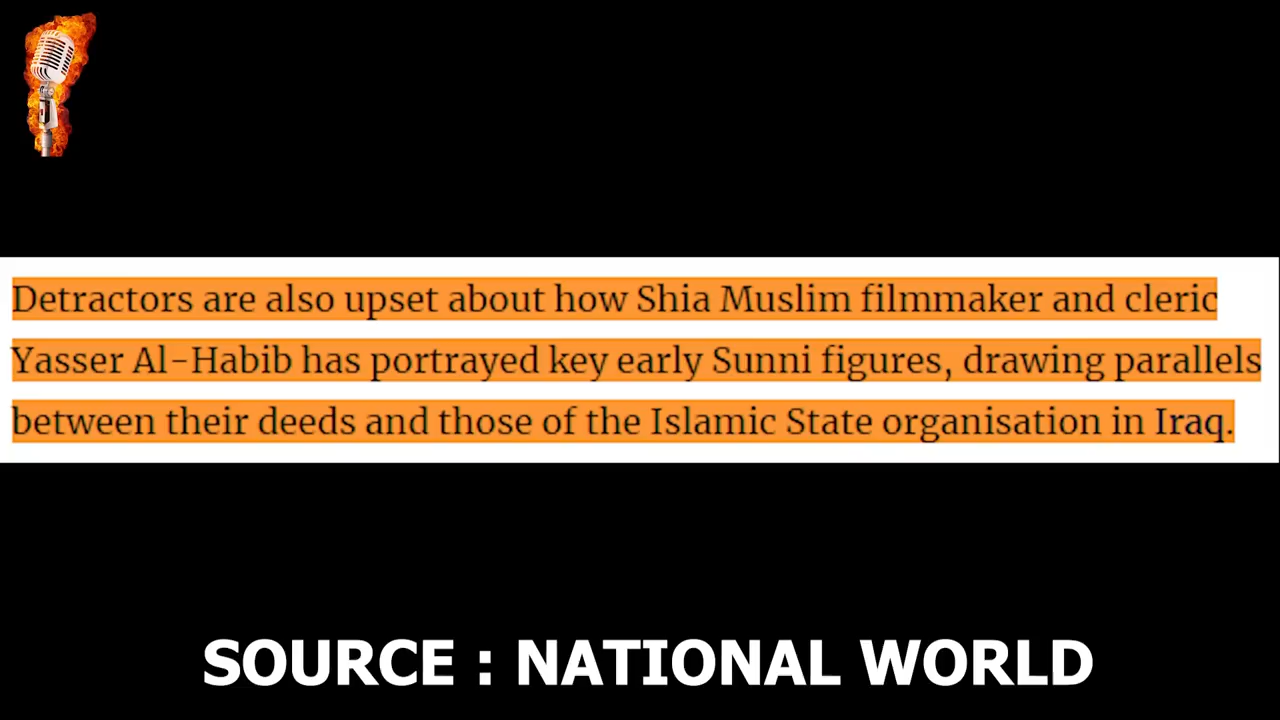 Detractors are also upset about how Shia Muslim filmmaker and cleric
Yasser Al-Habib has portrayed key early Sunni figures, drawing parallels
between their deeds and those of the Islamic State organisation in Iraq.
SOURCE : NATIONAL WORLD